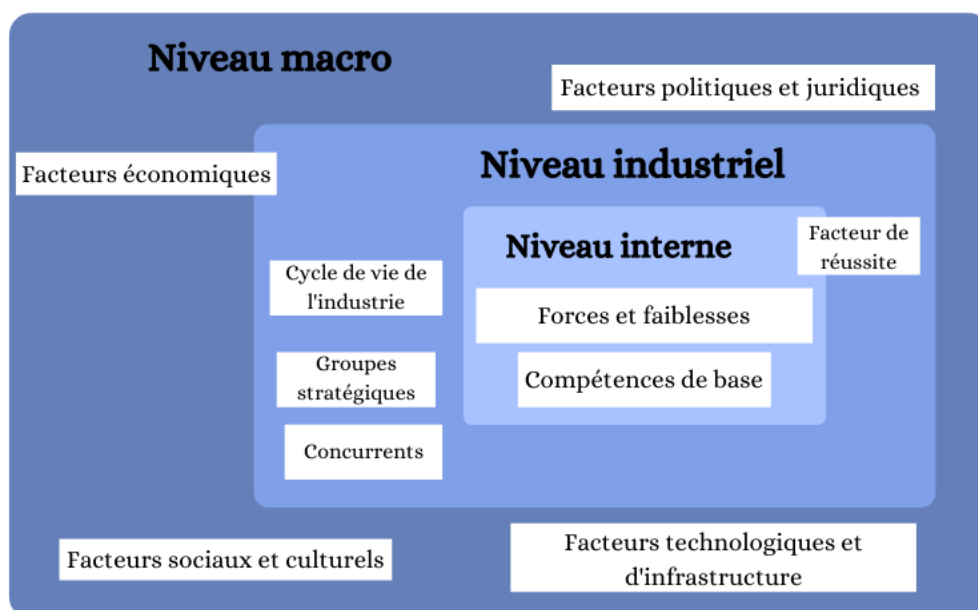 Niveau macro
Facteurs politiques et juridiques
Facteurs économiques
Niveau industriel
Niveau interne
Facteur de
réussite
Cycle de vie de
l'industrie
Forces et faiblesses
Groupes
stratégiques
Compétences de base
Concurrents
Facteurs sociaux et culturels
Facteurs technologiques et
d'infrastructure